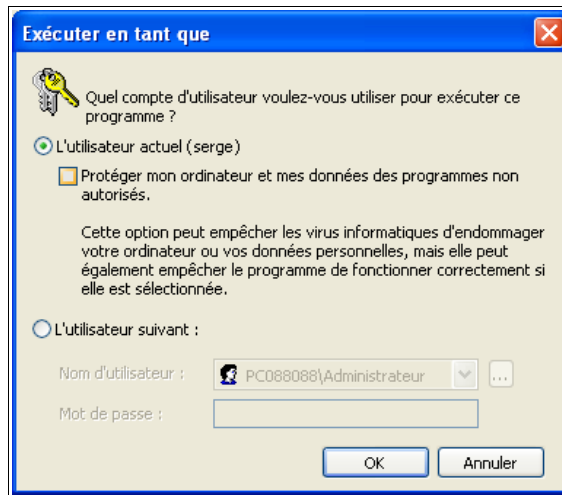 Exécuter en tant que
Quel compte d'utilisateur voulez-vous utiliser pour exécuter ce
programme ?
L'utilisateur actuel (serge)
Protéger mon ordinateur et mes données des programmes non
autorisés.
Cette option peut empêcher les virus informatiques d'endommager
votre ordinateur ou vos données personnelles, mais elle peut
également empêcher le programme de fonctionner correctement si
elle est sélectionnée.
L'utilisateur suivant :
Nom d'utilisateur : PC088088\Administrateur ...
Mot de passe :
OK Annuler